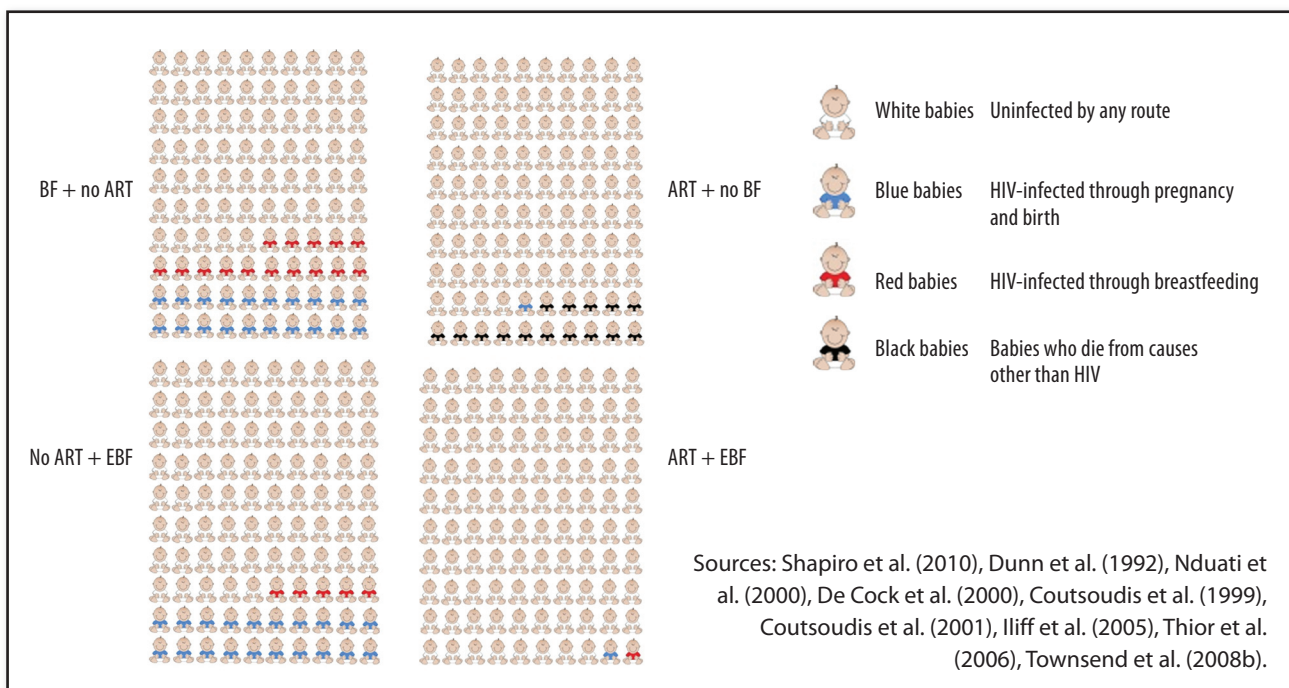 BF + no ART
ART + no BF
White babies Uninfected by any route
Blue babies HIV-infected through pregnancy
and birth
Red babies HIV-infected through breastfeeding
Black babies Babies who die from causes
other than HIV
No ART + EBF
ART + EBF
Sources: Shapiro et al. (2010), Dunn et al. (1992), Nduati et
al. (2000), De Cock et al. (2000), Coutsoudis et al. (1999),
Coutsoudis et al. (2001), Iliff et al. (2005), Thior et al.
(2006), Townsend et al. (2008b).